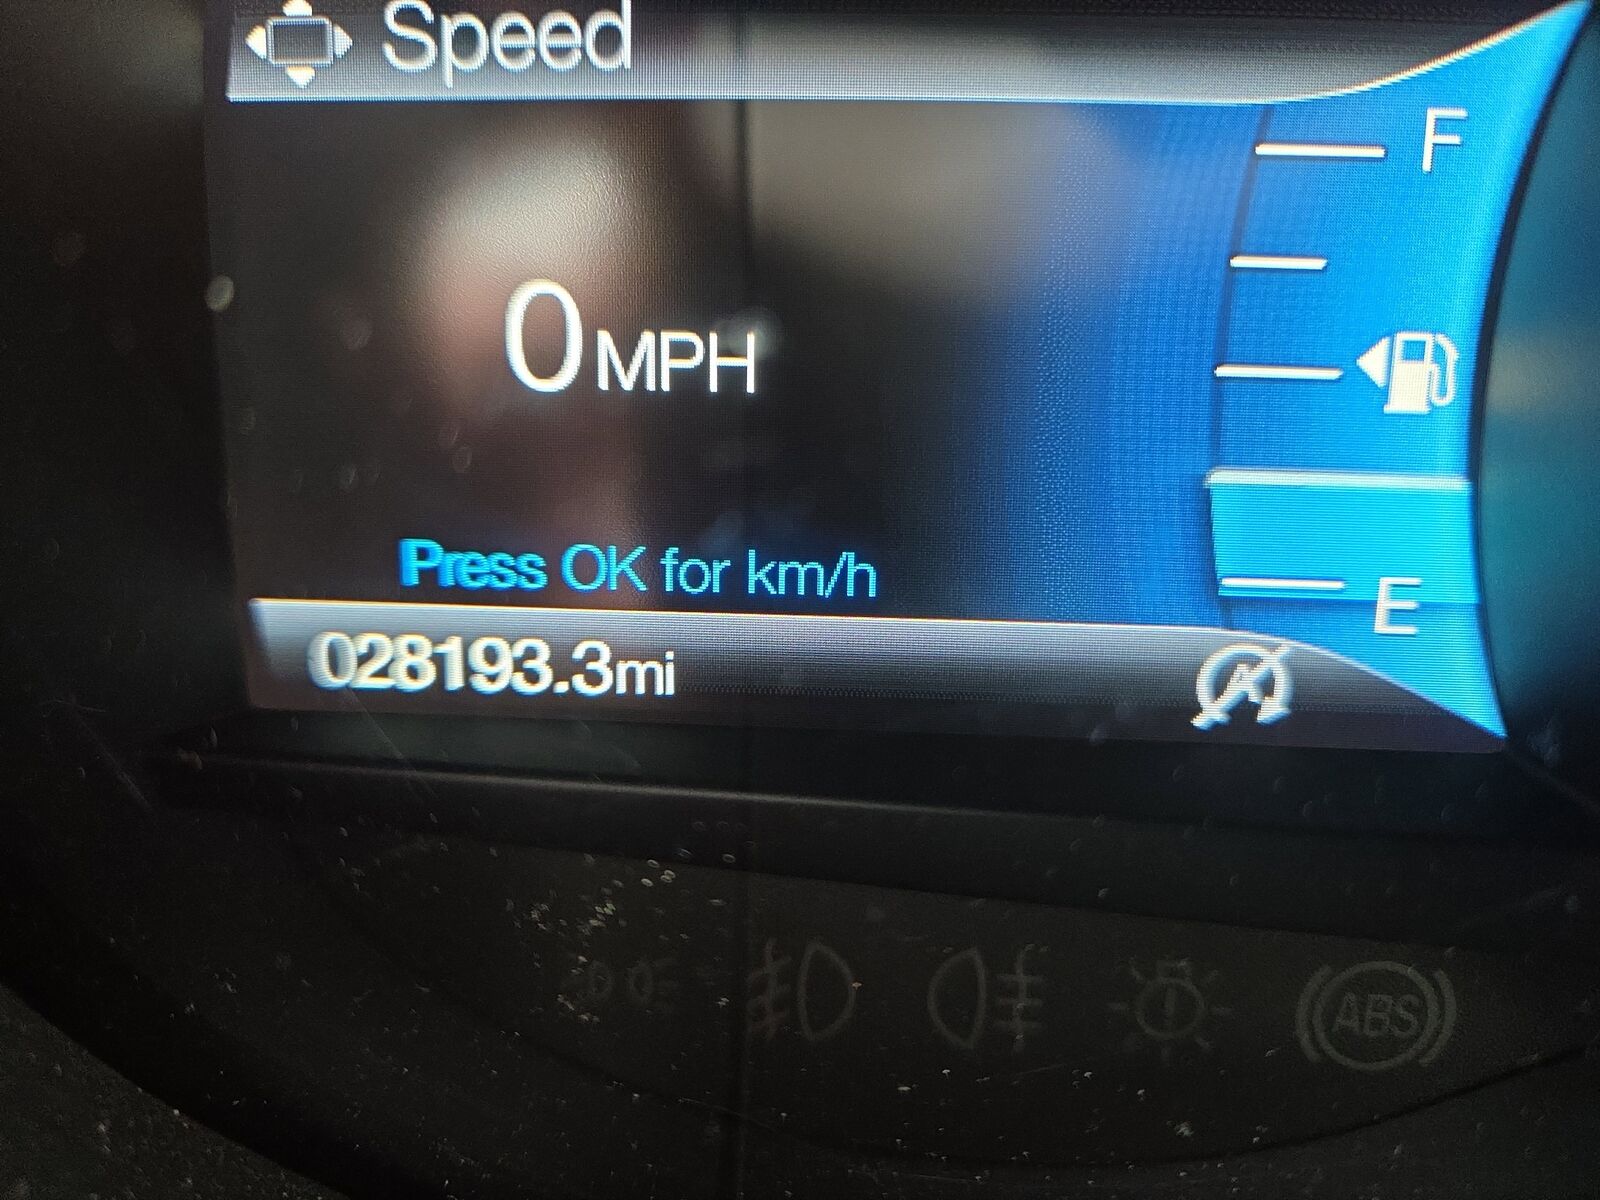 Speed
F
0 MPH
Press OK for km/h
E
028193.3mi
A
ABS